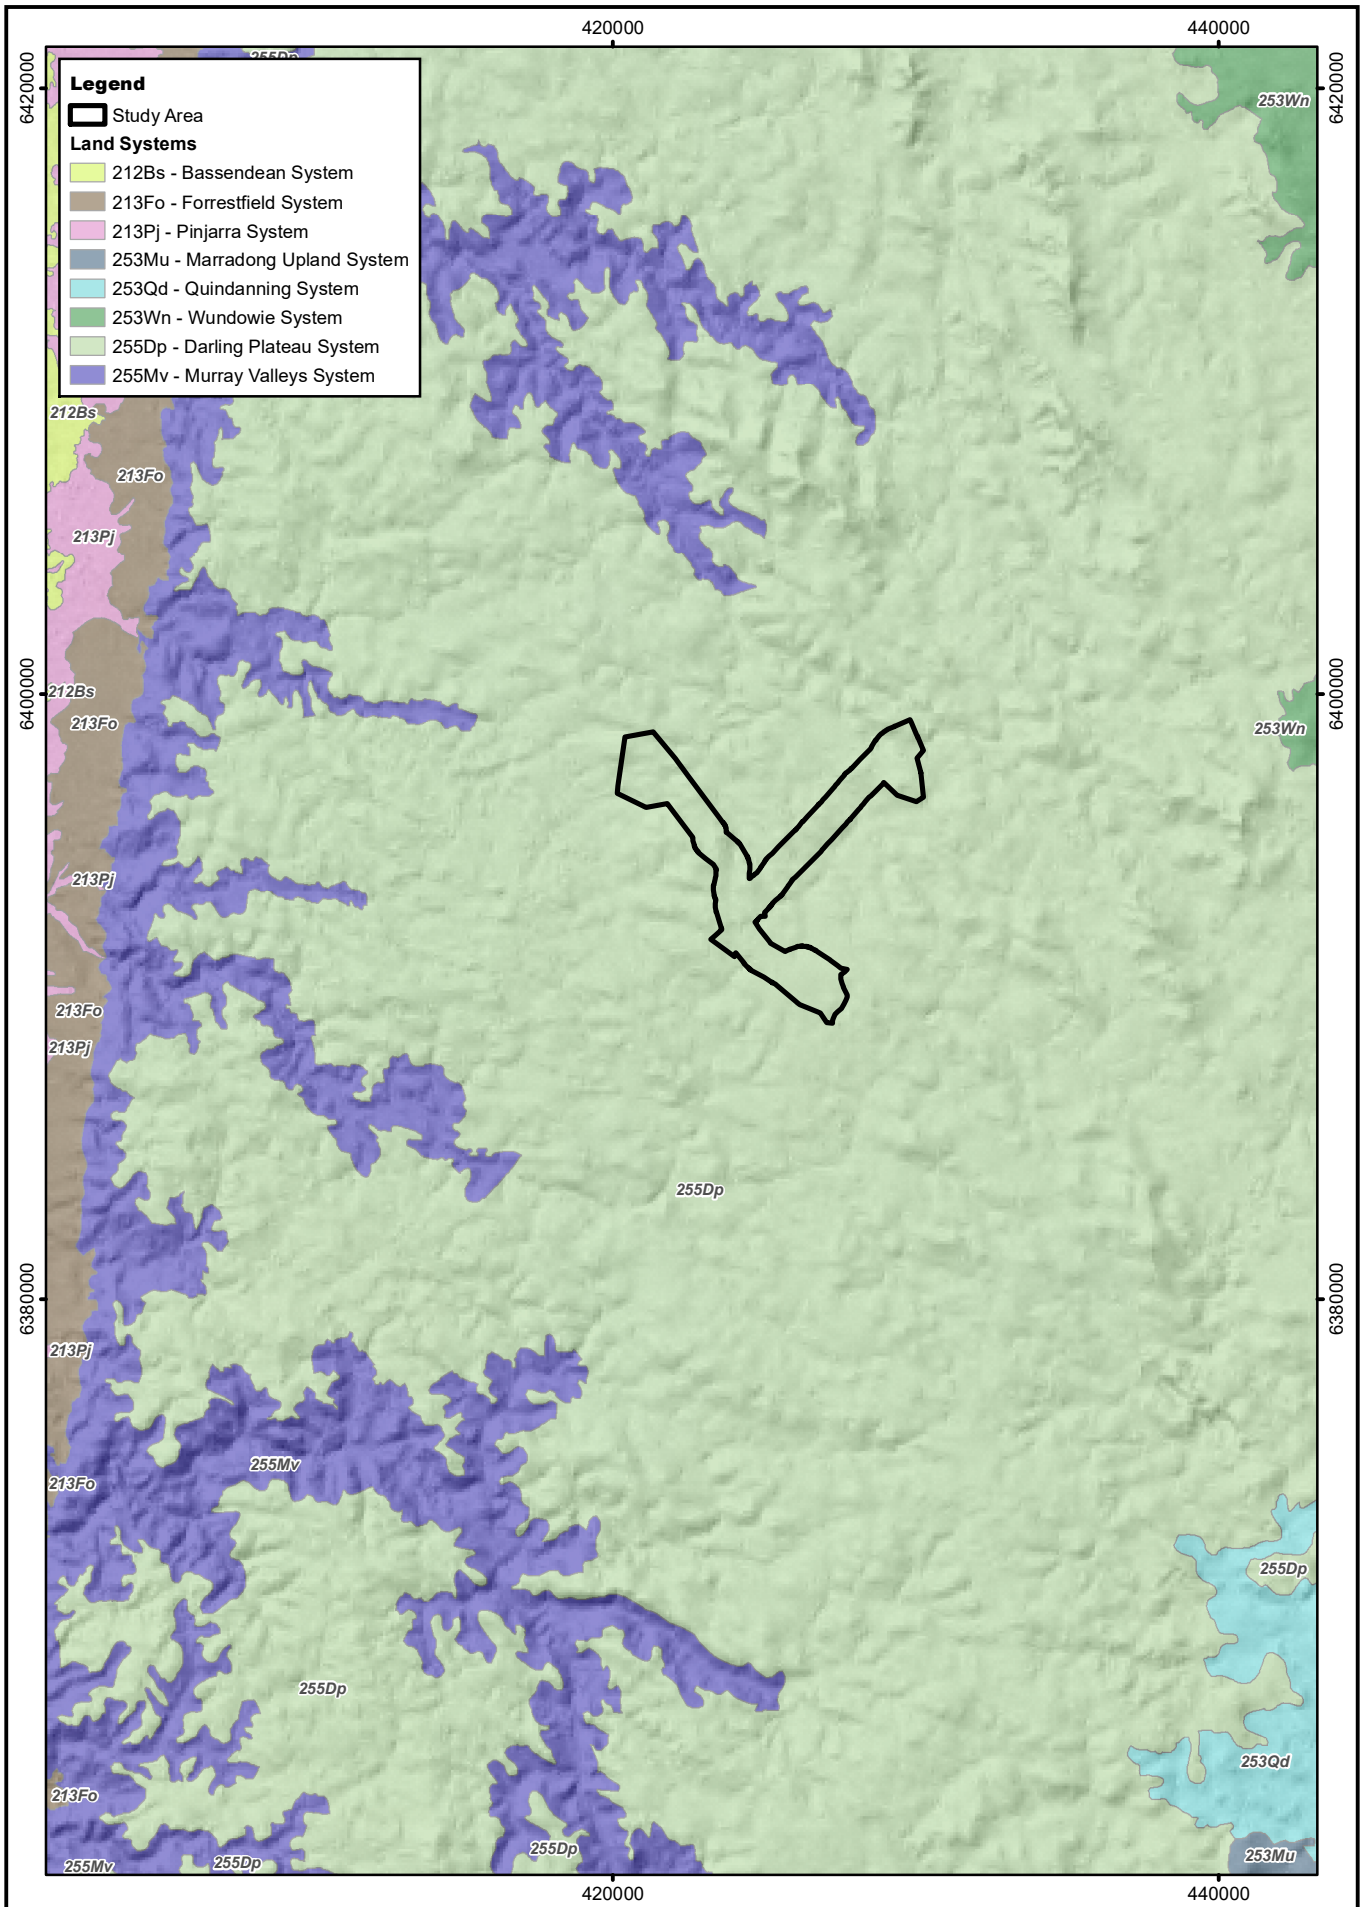 420000
440000
6420000
6420000
255Dp
Legend
Study Area
Land Systems
212Bs - Bassendean System
213Fo - Forrestfield System
213Pj - Pinjarra System
253Mu - Marradong Upland System
253Qd - Quindanning System
253Wn - Wundowie System
255Dp - Darling Plateau System
255Mv - Murray Valleys System
253Wn
212Bs
213Fo
213Pj
6400000
6400000
212Bs
213Fo
253Wn
213Pj
213Fo
213Pj
255Dp
6380000
6380000
213Pj
255Mv
213Fo
255Dp
255Dp
253Qd
213Fo
255Dp
253Mu
255Mv
255Dp
420000
440000